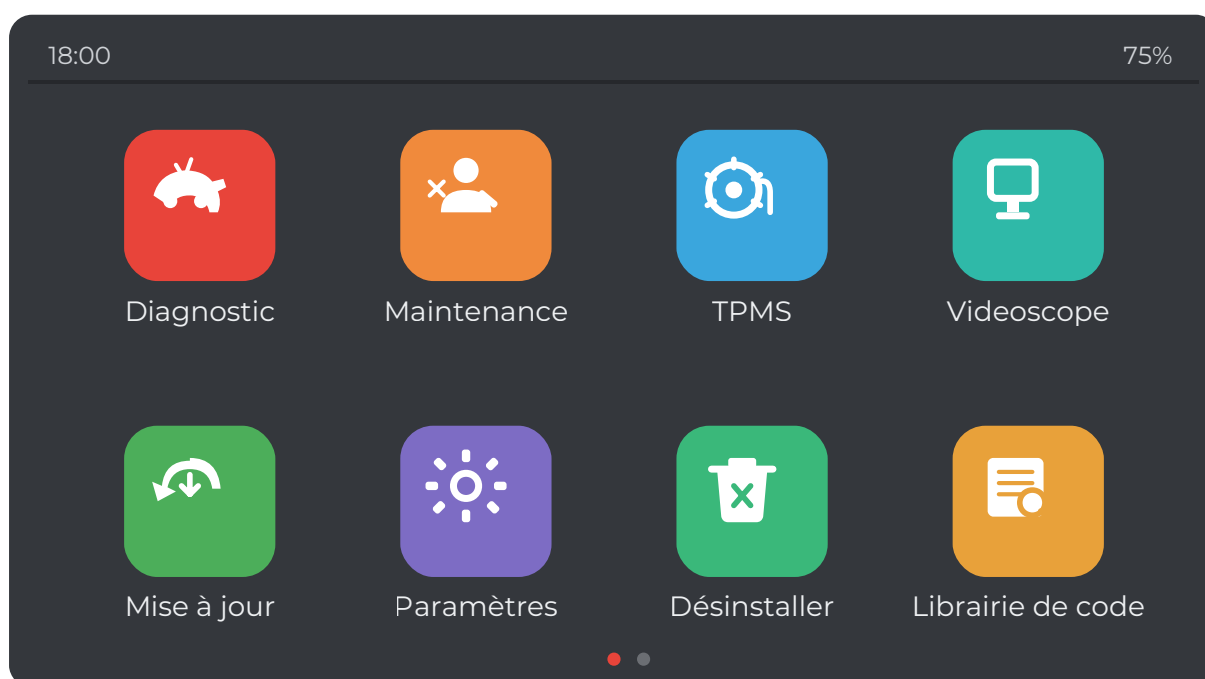 18:00
75%
Diagnostic
Maintenance
TPMS
Videoscope
Mise à jour
Paramètres
Désinstaller
Librairie de code